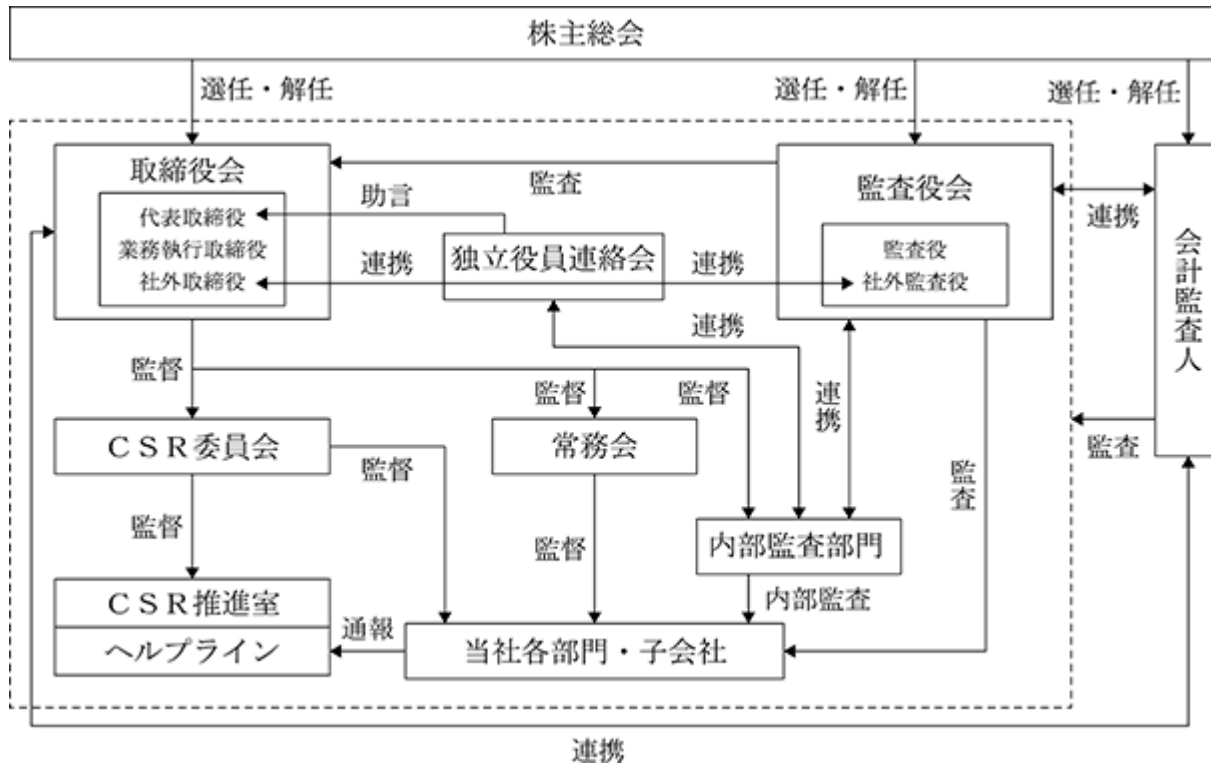 株主総会
選任・解任
選任・解任
選任・解任
取締役会
代表取締役
業務執行取締役
社外取締役
監査
助言
独立役員連絡会
連携
連携
監査役会
監査役
社外監査役
連携
会計監査人
連携
監督
監督
監督
連携
監査
監査
ＣＳＲ委員会
監督
常務会
監督
監督
内部監査部門
内部監査
ＣＳＲ推進室
ヘルプライン
通報
当社各部門・子会社
連携